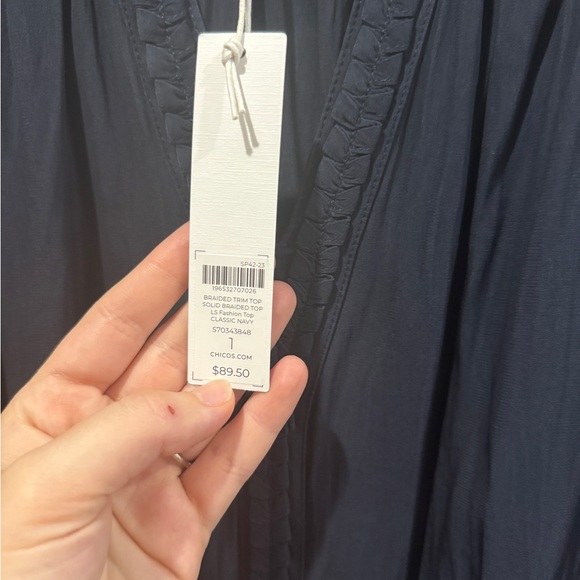 SP42-23
196532707026
BRAIDED TRIM TOP
SOLID BRAIDED TOP
LS Fashion Top
CLASSIC NAVY
570343848
1
CHICOS.COM
$89.50